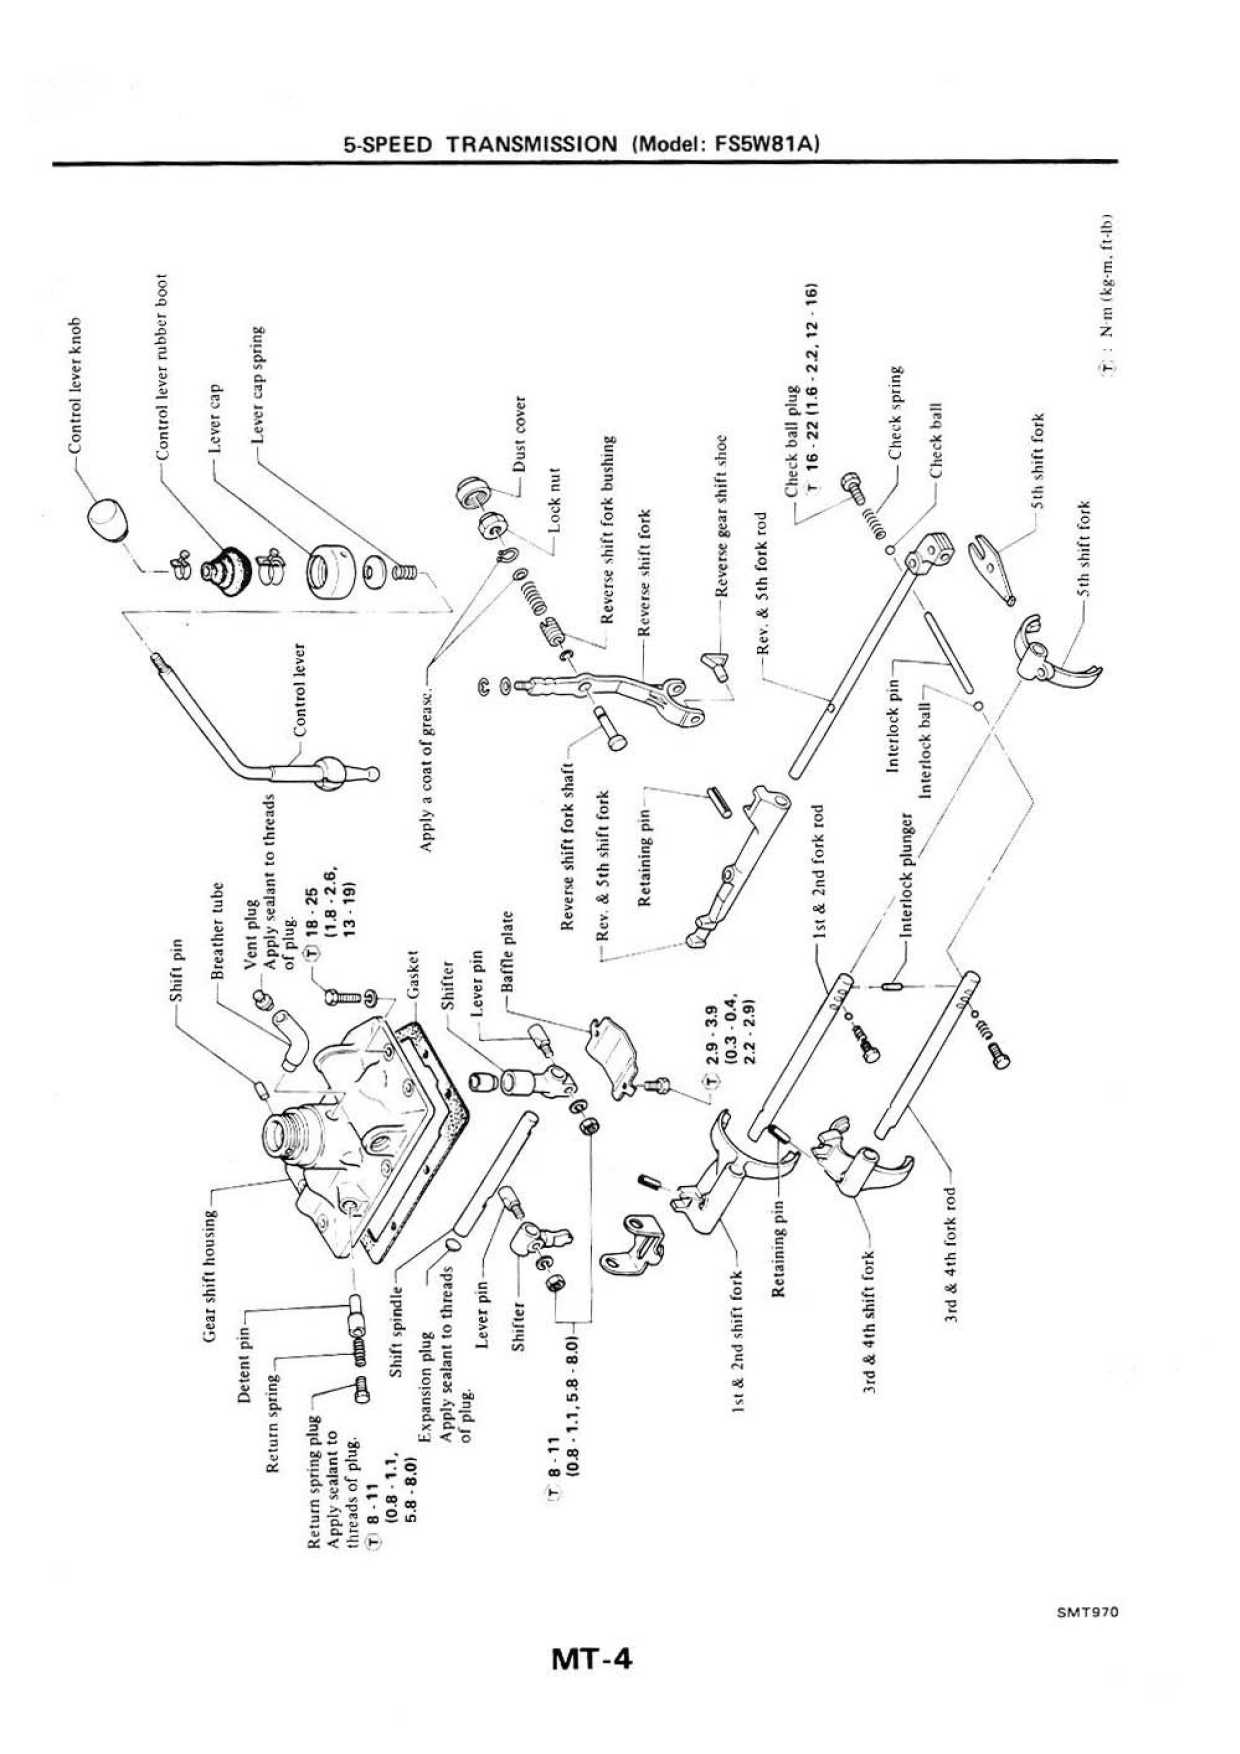 5-SPEED TRANSMISSION (Model: FS5W81A)
Control lever knob
Control lever rubber boot
Lever cap
Lever cap spring
Control lever
Dust cover
Lock nut
Reverse shift fork bushing
Reverse shift fork
Reverse gear shift shoe
Apply a coat of grease.
Reverse shift fork shaft
Rev. & 5th shift fork
Retaining pin
Rev. & 5th fork rod
Check ball plug
T 16 - 22 (1.6 - 2.2, 12 - 16)
Check spring
Check ball
5th shift fork
5th shift fork
Interlock pin
Interlock ball
Interlock plunger
1st & 2nd fork rod
T : N·m (kg-m, ft-lb)
Shift pin
Breather tube
Vent plug
Apply sealant to threads
of plug.
T 18 - 25
(1.8 - 2.6,
13 - 19)
Gasket
Shifter
Lever pin
Baffle plate
T 2.9 - 3.9
(0.3 - 0.4,
2.2 - 2.9)
Gear shift housing
Detent pin
Return spring
Return spring plug
Apply sealant to
threads of plug.
T 8 - 11
(0.8 - 1.1,
5.8 - 8.0)
Shift spindle
Expansion plug
Apply sealant to threads
of plug.
Lever pin
Shifter
T 8 - 11
(0.8 - 1.1, 5.8 - 8.0)
1st & 2nd shift fork
Retaining pin
3rd & 4th shift fork
3rd & 4th fork rod
SMT970
MT-4